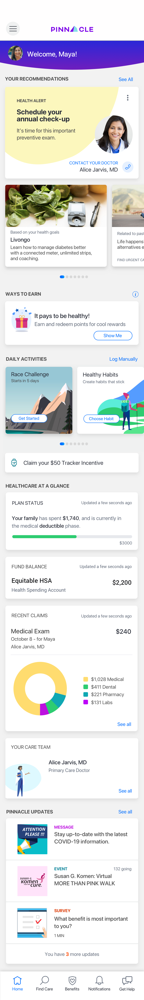 PINNACLE
Welcome, Maya!
YOUR RECOMMENDATIONS
See All
HEALTH ALERT
Schedule your
annual check-up
It's time for this important
preventive exam.
CONTACT YOUR DOCTOR
Alice Jarvis, MD
Based on your health goals
Livongo
Learn how to manage diabetes better
with a connected meter, unlimited strips,
and coaching.
Related to past
Life happens
alternatives e
FIND URGENT CA
WAYS TO EARN
i
It pays to be healthy!
Earn and redeem points for cool rewards
Show Me
DAILY ACTIVITIES
Log Manually
Race Challenge
Starts in 5 days
Get Started
Healthy Habits
Create habits that stick
Choose Habit
Claim your $50 Tracker Incentive
HEALTHCARE AT A GLANCE
PLAN STATUS
Updated a few seconds ago
Your family has spent $1,740, and is currently in
the medical deductible phase.
$3000
FUND BALANCE
Updated a few seconds ago
Equitable HSA
$2,200
Health Spending Account
RECENT CLAIMS
Updated a few seconds ago
Medical Exam
$240
October 8 - for Maya
Alice Jarvis, MD
$1,028 Medical
$411 Dental
$221 Pharmacy
$131 Labs
See all
YOUR CARE TEAM
Alice Jarvis, MD
Primary Care Doctor
See all
PINNACLE UPDATES
See all
ATTENTION
PLEASE !!!
MESSAGE
Stay up-to-date with the latest
COVID-19 information.
susan G.
komen
FOR THE cure.
EVENT
132 going
Susan G. Komen: Virtual
MORE THAN PINK WALK
SURVEY
What benefit is most important
to you?
1 MIN
You have 3 more updates
Home
Find Care
Benefits
Notifications
Get Help